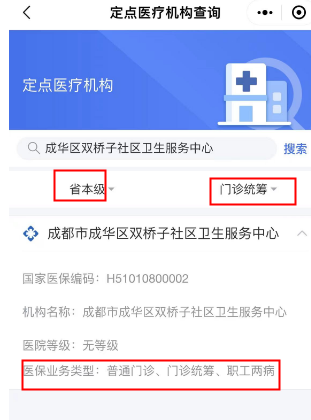 定点医疗机构查询
定点医疗机构
成华区双桥子社区卫生服务中心 搜索
省本级 门诊统筹
成都市成华区双桥子社区卫生服务中心
国家医保编码：H51010800002
机构名称：成都市成华区双桥子社区卫生服务中心
医院等级：无等级
医保业务类型：普通门诊、门诊统筹、职工两病